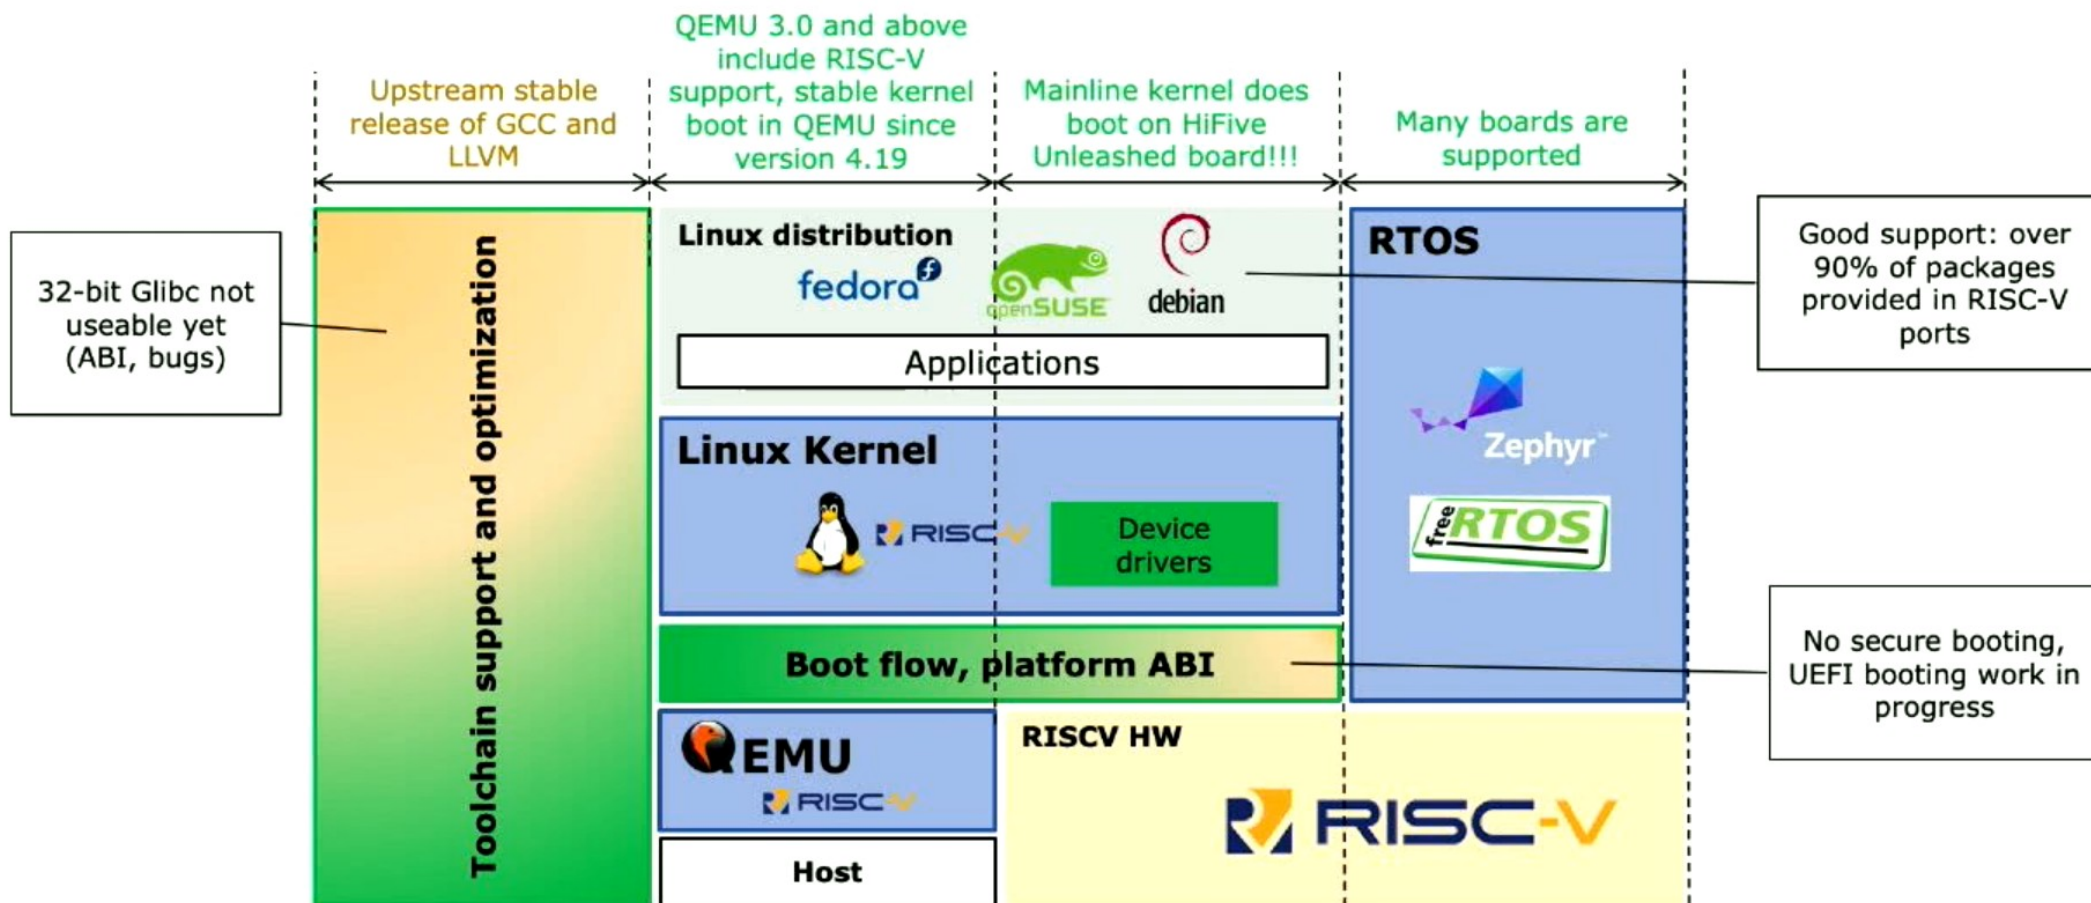 QEMU 3.0 and above
include RISC-V
support, stable kernel
boot in QEMU since
version 4.19
Upstream stable
release of GCC and
LLVM
Mainline kernel does
boot on HiFive
Unleashed board!!!
Many boards are
supported
32-bit Glibc not
useable yet
(ABI, bugs)
Toolchain support and optimization
Linux distribution
fedora
openSUSE
debian
Applications
Linux Kernel
RISC-V
Device
drivers
Boot flow, platform ABI
QEMU
RISC-V
Host
RISCV HW
RISC-V
RTOS
Zephyr™
free
RTOS
Good support: over
90% of packages
provided in RISC-V
ports
No secure booting,
UEFI booting work in
progress